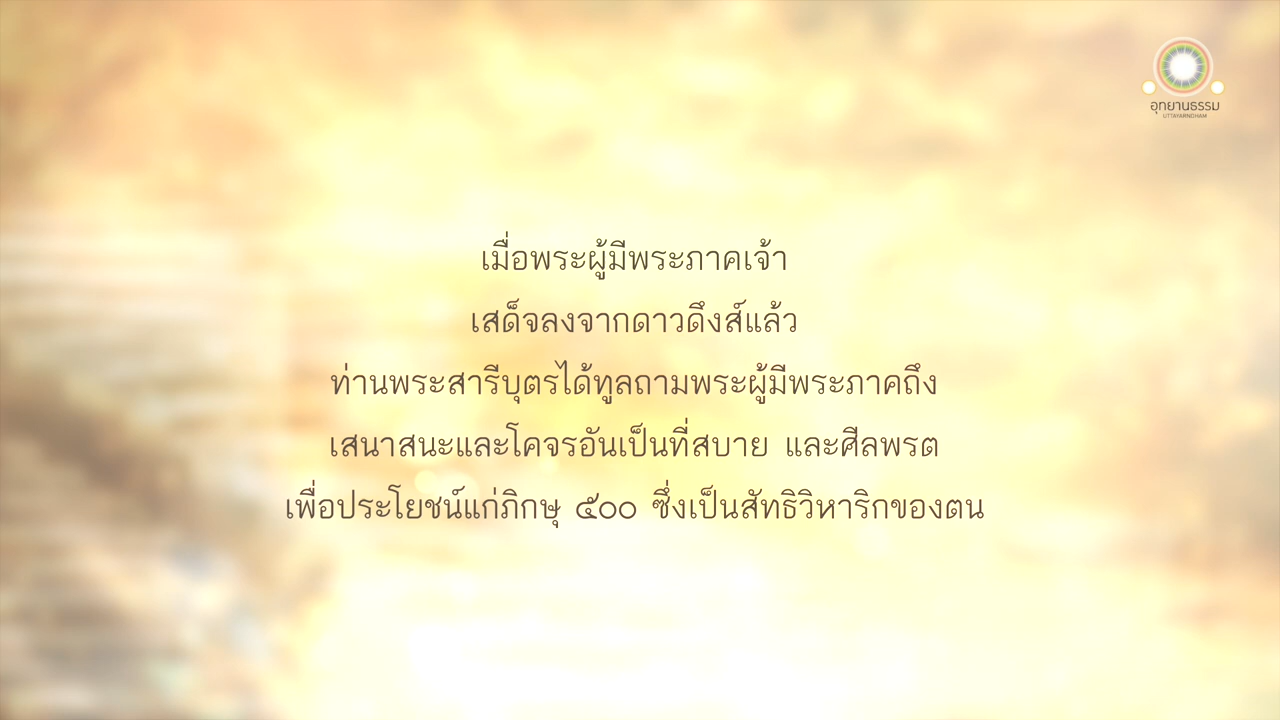 อุทยานธรรม
UTTAYARNDHAM
เมื่อพระผู้มีพระภาคเจ้า
เสด็จลงจากดาวดึงส์แล้ว
ท่านพระสารีบุตรได้ทูลถามพระผู้มีพระภาคถึง
เสนาสนะและโคจรอันเป็นที่สบาย และศีลพรต
เพื่อประโยชน์แก่ภิกษุ ๕๐๐ ซึ่งเป็นสัทธิวิหาริกของตน